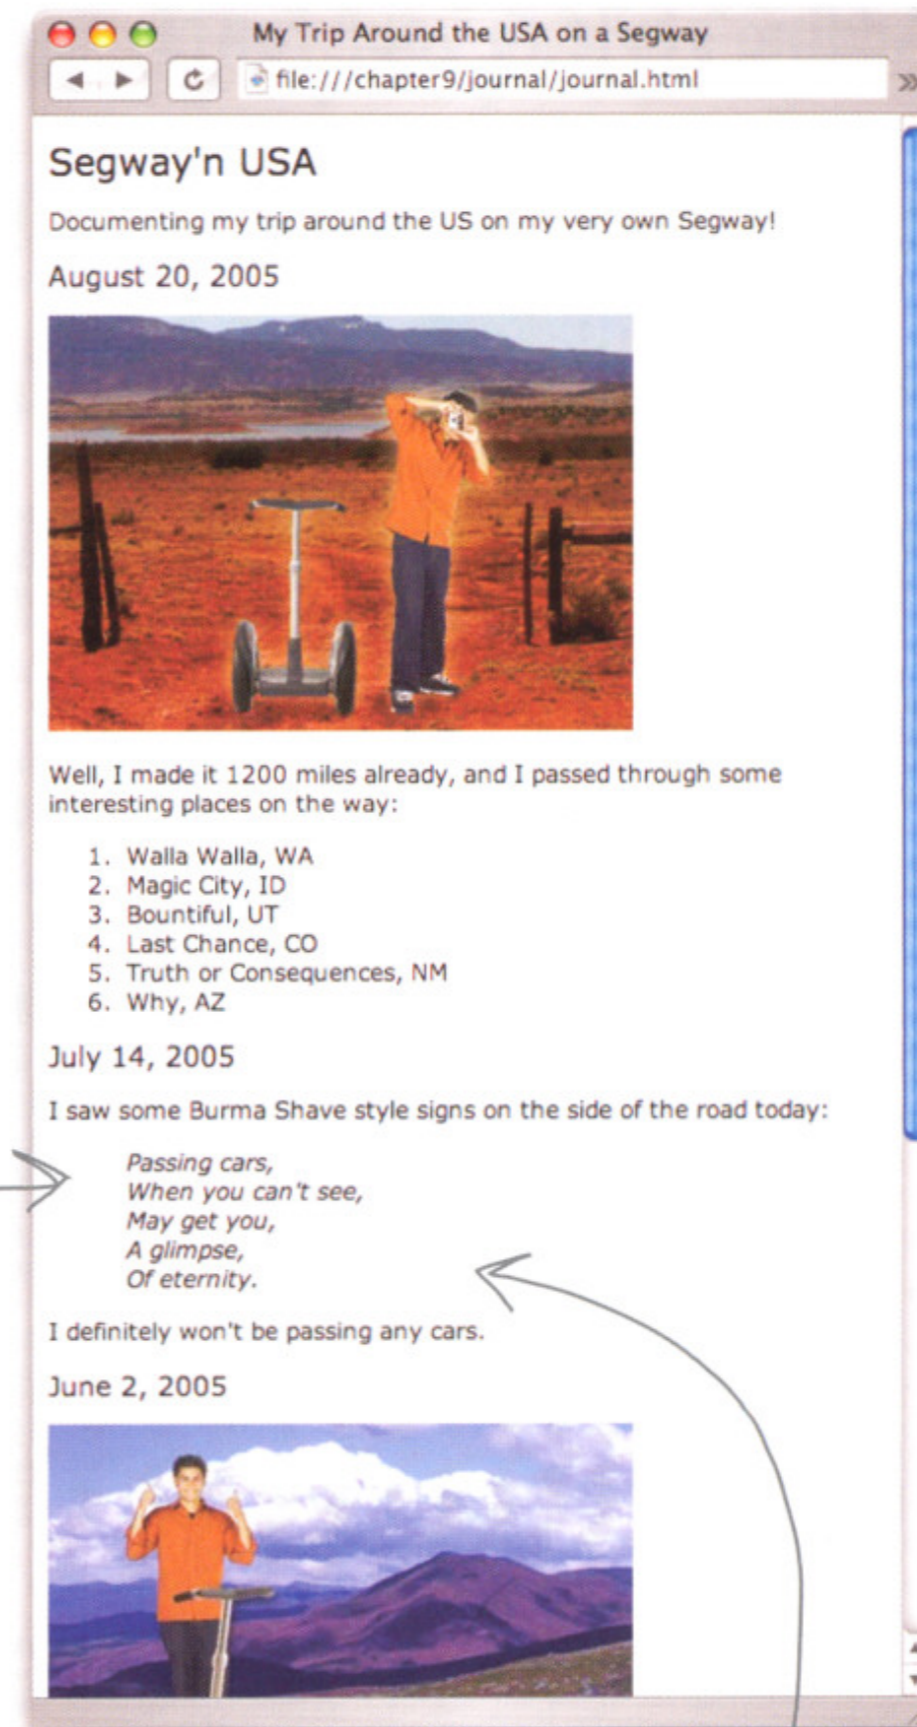 My Trip Around the USA on a Segway
file:///chapter9/journal/journal.html
Segway'n USA
Documenting my trip around the US on my very own Segway!
August 20, 2005
Well, I made it 1200 miles already, and I passed through some
interesting places on the way:
1. Walla Walla, WA
2. Magic City, ID
3. Bountiful, UT
4. Last Chance, CO
5. Truth or Consequences, NM
6. Why, AZ
July 14, 2005
I saw some Burma Shave style signs on the side of the road today:
Passing cars,
When you can't see,
May get you,
A glimpse,
Of eternity.
I definitely won't be passing any cars.
June 2, 2005